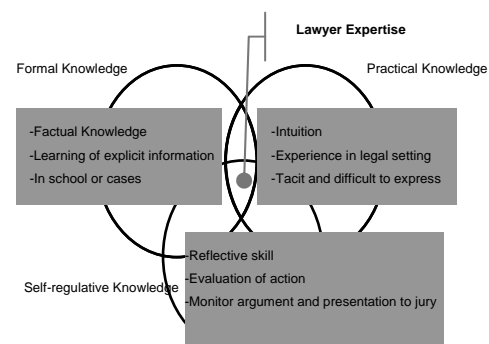 Lawyer Expertise
Formal Knowledge
Practical Knowledge
-Factual Knowledge
-Learning of explicit information
-In school or cases
-Intuition
-Experience in legal setting
-Tacit and difficult to express
Self-regulative Knowledge
-Reflective skill
-Evaluation of action
-Monitor argument and presentation to jury